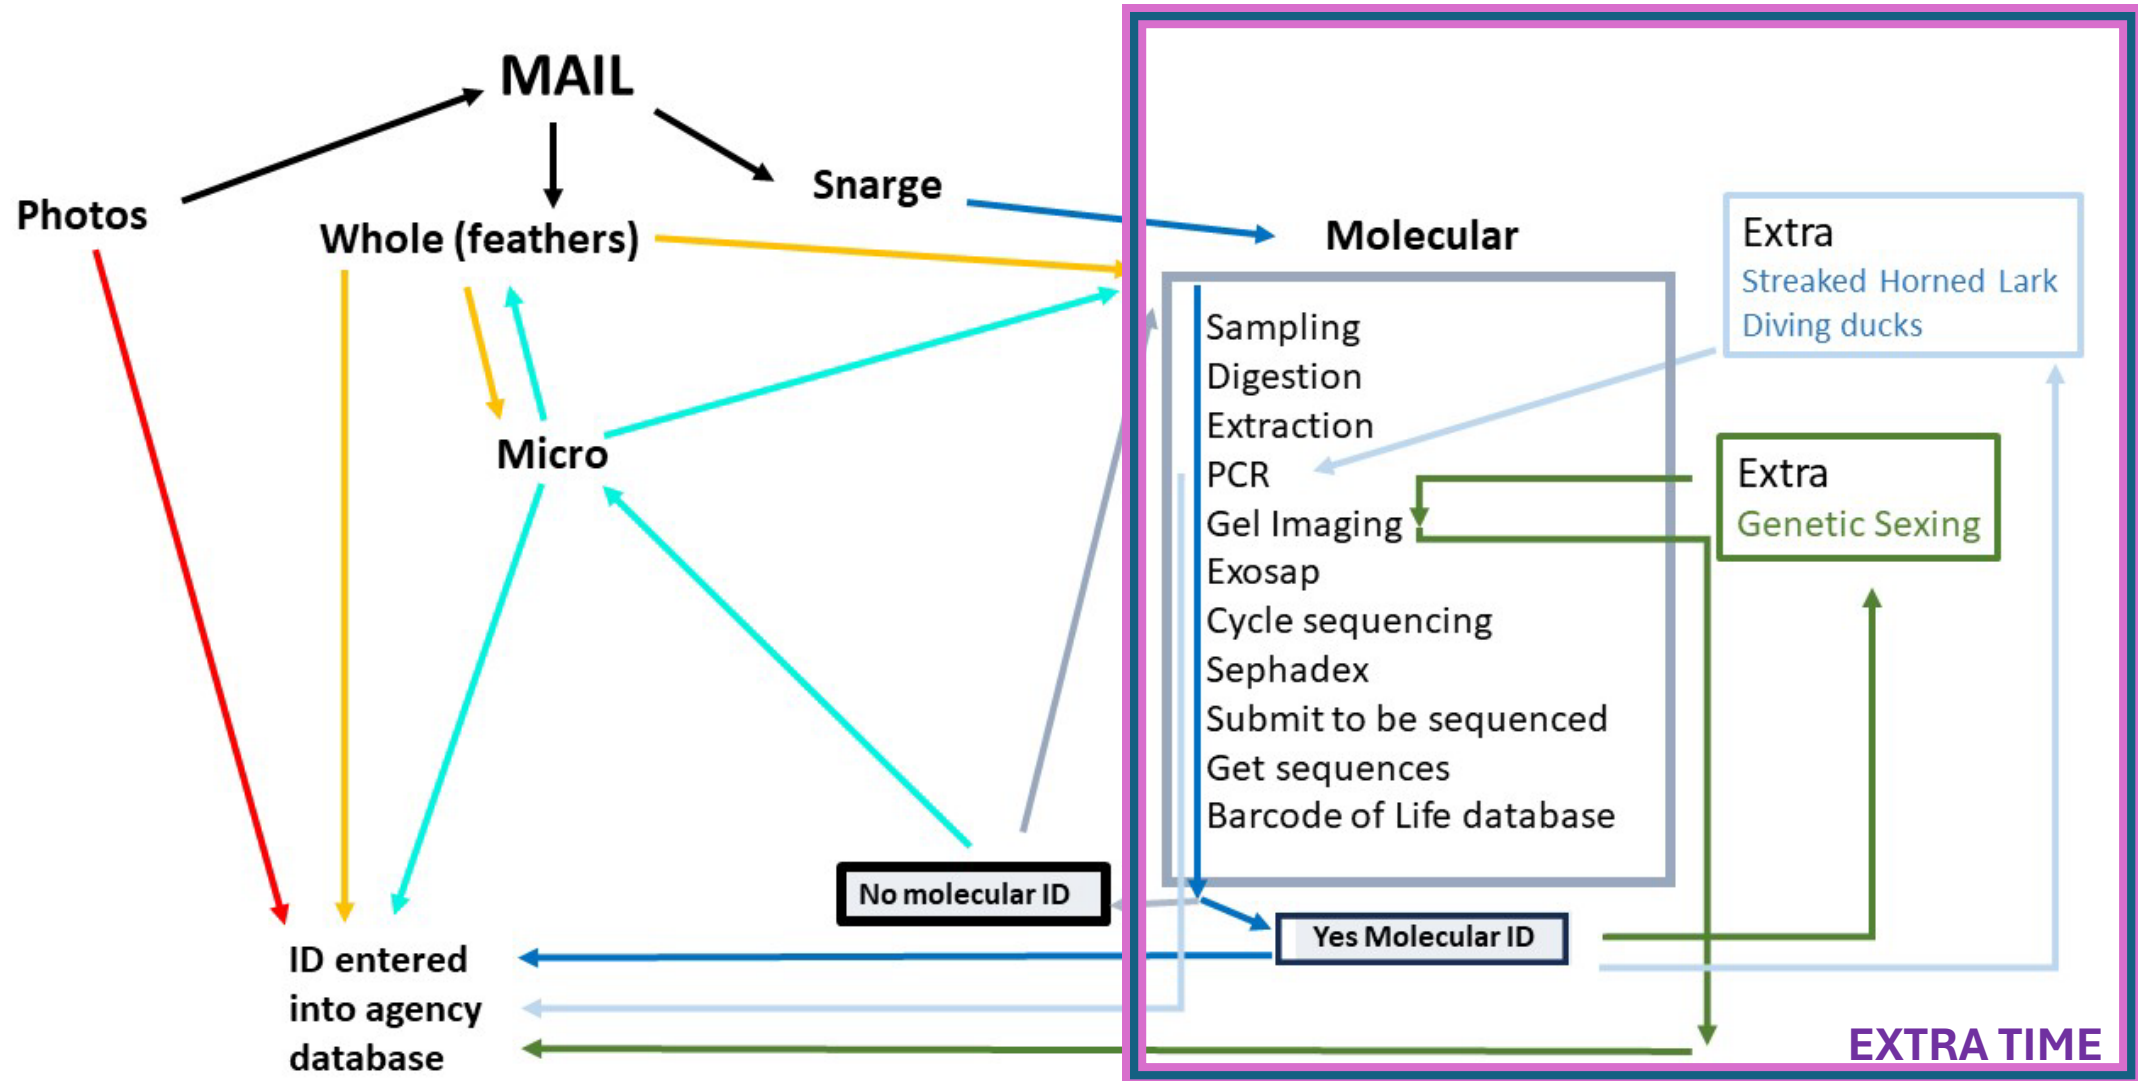 MAIL
Snarge
Photos
Whole (feathers)
Micro
Molecular
Sampling
Digestion
Extraction
PCR
Gel Imaging
Exosap
Cycle sequencing
Sephadex
Submit to be sequenced
Get sequences
Barcode of Life database
Extra
Streaked Horned Lark
Diving ducks
Extra
Genetic Sexing
No molecular ID
Yes Molecular ID
ID entered
into agency
database
EXTRA TIME